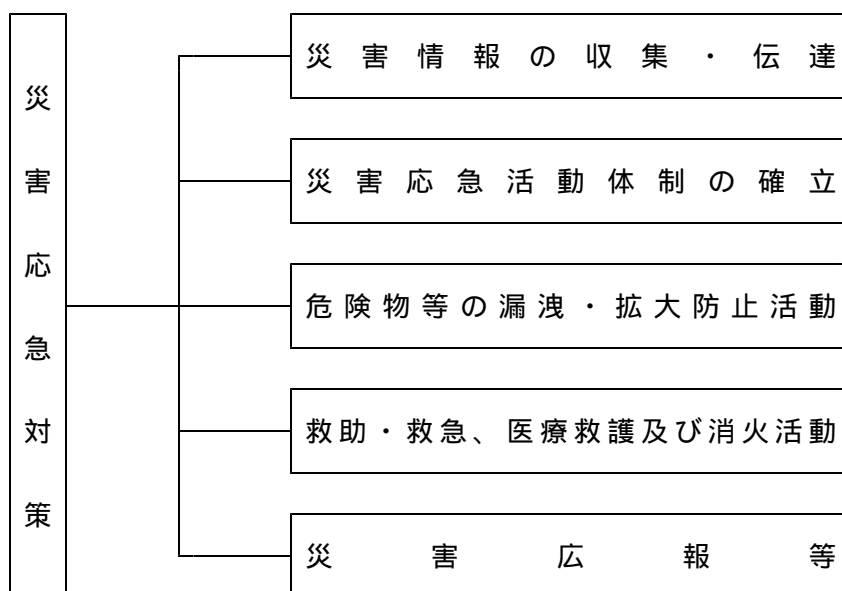 災害応急対策
災害情報の収集・伝達
災害応急活動体制の確立
危険物等の漏洩・拡大防止活動
救助・救急、医療救護及び消火活動
災害広報等